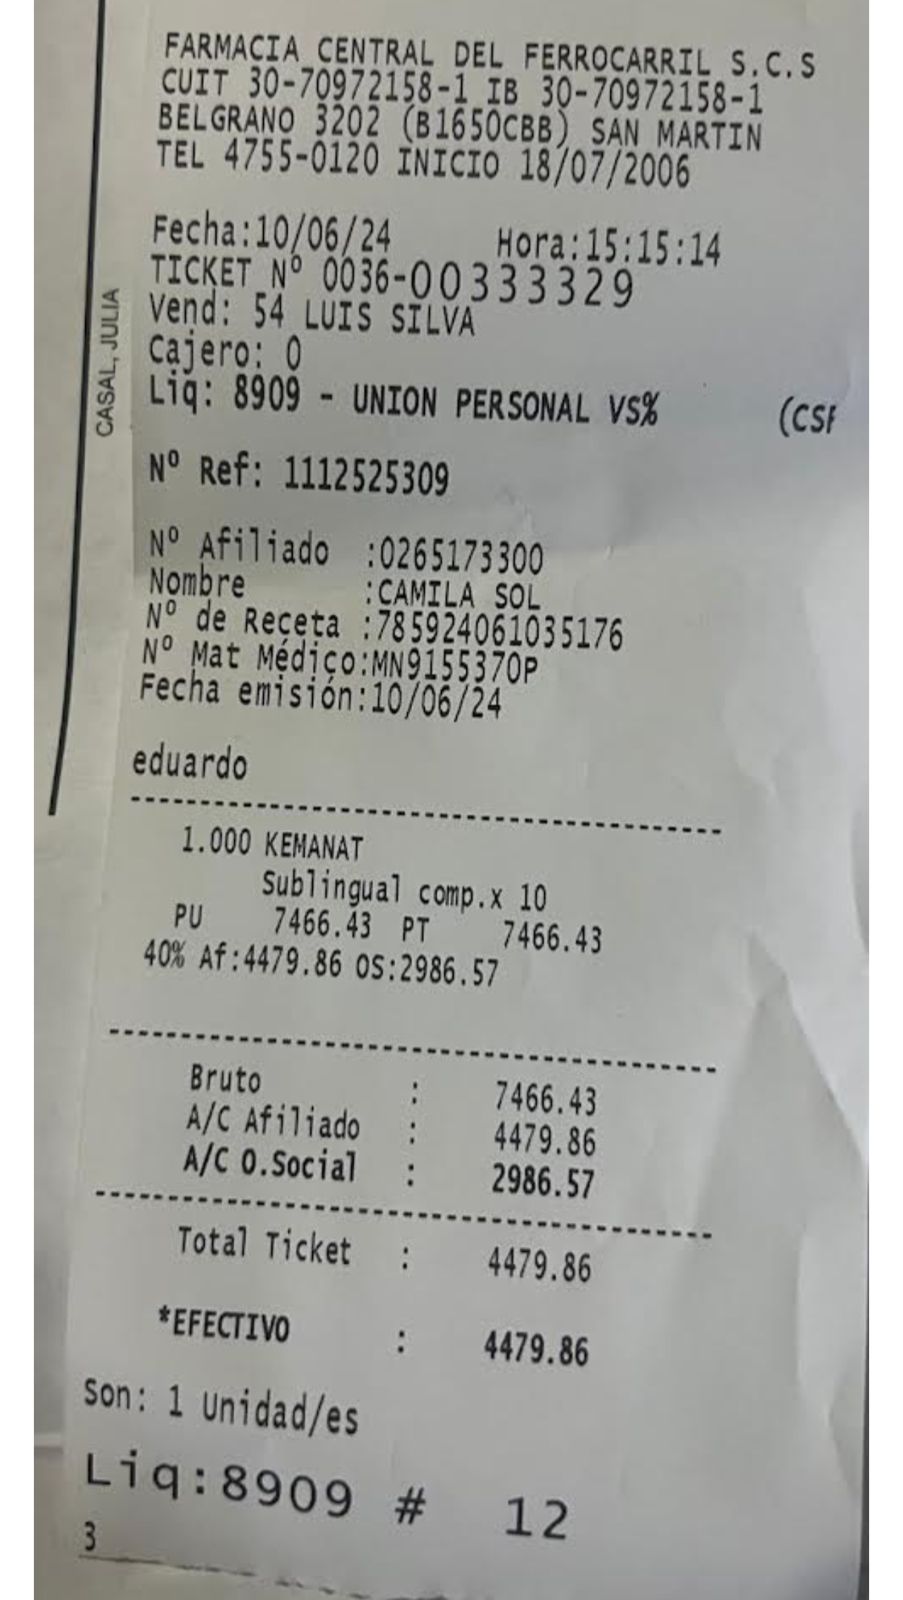 FARMACIA CENTRAL DEL FERROCARRIL S.C.S
CUIT 30-70972158-1 IB 30-70972158-1
BELGRANO 3202 (B1650CBB) SAN MARTIN
TEL 4755-0120 INICIO 18/07/2006
Fecha:10/06/24 Hora:15:15:14
TICKET Nº 0036-00333329
Vend: 54 LUIS SILVA
Cajero: 0
Liq: 8909 - UNION PERSONAL VS% (CSF
Nº Ref: 1112525309
Nº Afiliado :0265173300
Nombre :CAMILA SOL
Nº de Receta :785924061035176
Nº Mat Médico:MN9155370P
Fecha emisión:10/06/24
eduardo
1.000 KEMANAT
Sublingual comp.x 10
PU 7466.43 PT 7466.43
40% Af:4479.86 OS:2986.57
Bruto : 7466.43
A/C Afiliado : 4479.86
A/C O.Social : 2986.57
Total Ticket : 4479.86
*EFECTIVO : 4479.86
Son: 1 Unidad/es
Liq:8909 # 12
3
CASAL, JULIA